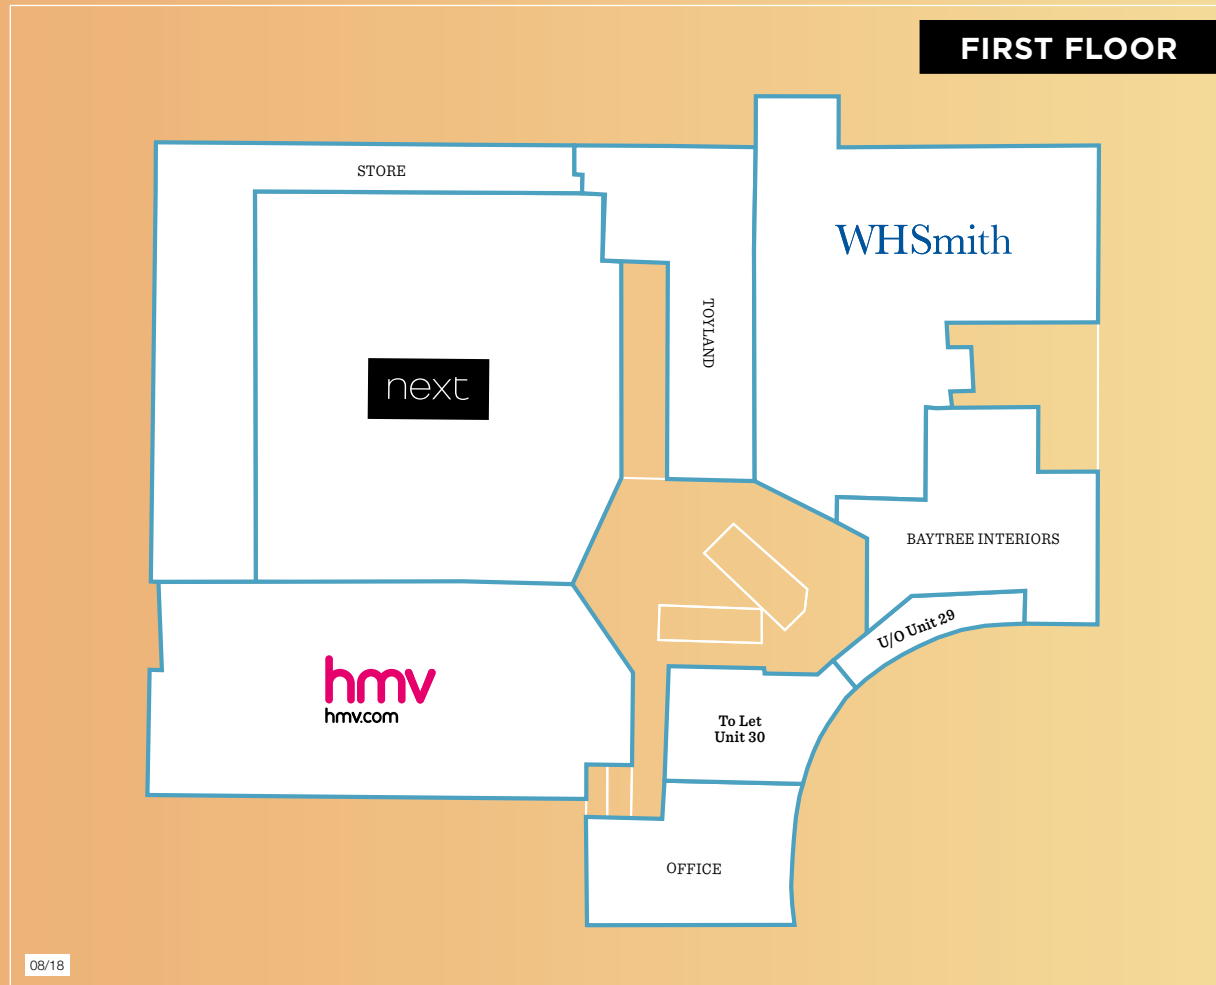 FIRST FLOOR
STORE
WHSmith
TOYLAND
next
BAYTREE INTERIORS
U/O Unit 29
hmv
hmv.com
To Let
Unit 30
OFFICE
08/18